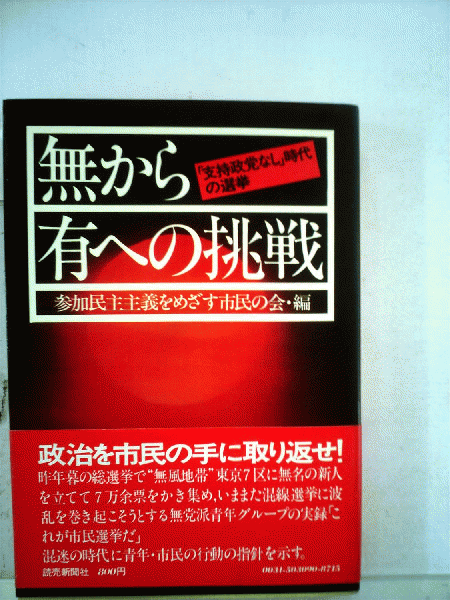 無から
「支持政党なし」時代
の選挙
有への挑戦
参加民主主義をめざす市民の会・編
政治を市民の手に取り返せ!
昨年暮の総選挙で“無風地帯”東京7区に無名の新人
を立てて7万余票をかき集め、いままた混線選挙に波
乱を巻き起こそうとする無党派青年グループの実録「こ
れが市民選挙だ」
混迷の時代に青年・市民の行動の指針を示す。
読売新聞社 800円
0031-503090-8715